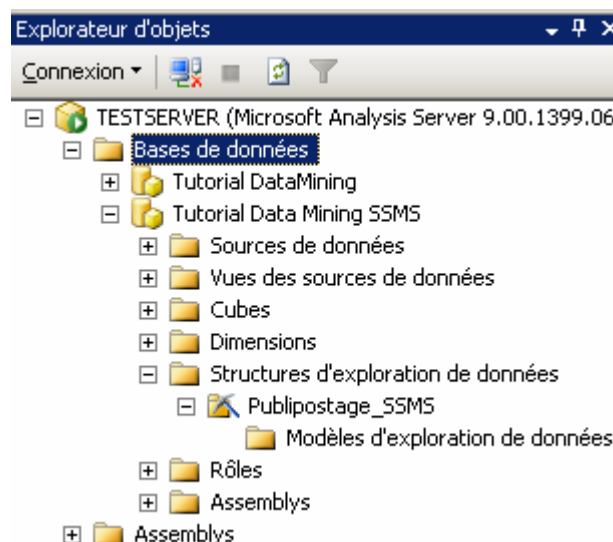 Explorateur d'objets
Connexion
TESTSERVER (Microsoft Analysis Server 9.00.1399.06
Bases de données
Tutorial DataMining
Tutorial Data Mining SSMS
Sources de données
Vues des sources de données
Cubes
Dimensions
Structures d'exploration de données
Publipostage_SSMS
Modèles d'exploration de données
Rôles
Assemblys
Assemblys